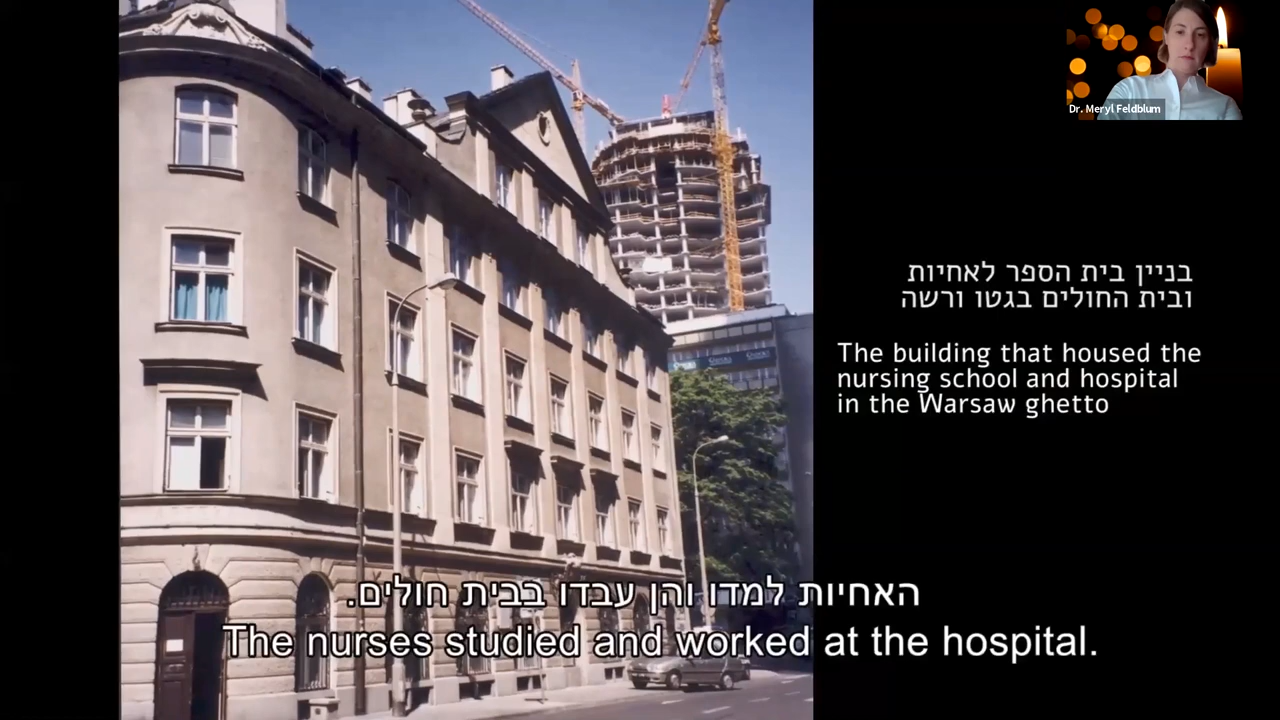 Dr. Meryl Feldblum
בניין בית הספר לאחיות
ובית החולים בגטו ורשה
The building that housed the
nursing school and hospital
in the Warsaw ghetto
האחיות למדו והן עבדו בבית חולים.
The nurses studied and worked at the hospital.